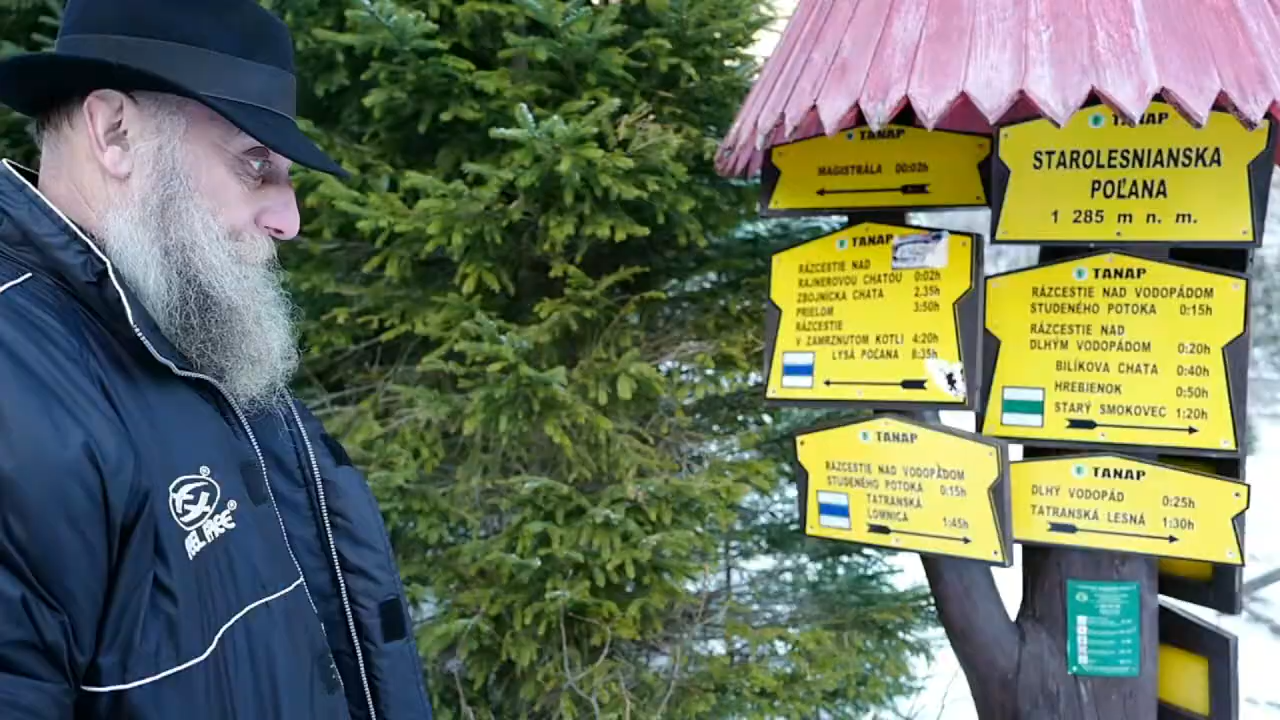 TANAP
MAGISTRÁLA 00:02h
TANAP
STAROLESNIANSKA
POĽANA
1 285 m n. m.
TANAP
RÁZCESTIE NAD
RAJNEROVOU CHATOU 0:02h
ZBOJNÍCKA CHATA 2,35h
PRIELOM 3:50h
RÁZCESTIE
V ZAMRZNUTOM KOTLI 4:20h
LYSÁ POĽANA 8:35h
TANAP
RÁZCESTIE NAD VODOPÁDOM
STUDENÉHO POTOKA 0:15h
RÁZCESTIE NAD
DLHÝM VODOPÁDOM 0:20h
BILÍKOVA CHATA 0:40h
HREBIENOK 0:50h
STARÝ SMOKOVEC 1:20h
TANAP
RÁZCESTIE NAD VODOPÁDOM
STUDENÉHO POTOKA 0:15h
TATRANSKÁ
LOMNICA 1:45h
TANAP
DLHÝ VODOPÁD 0:25h
TATRANSKÁ LESNÁ 1:30h